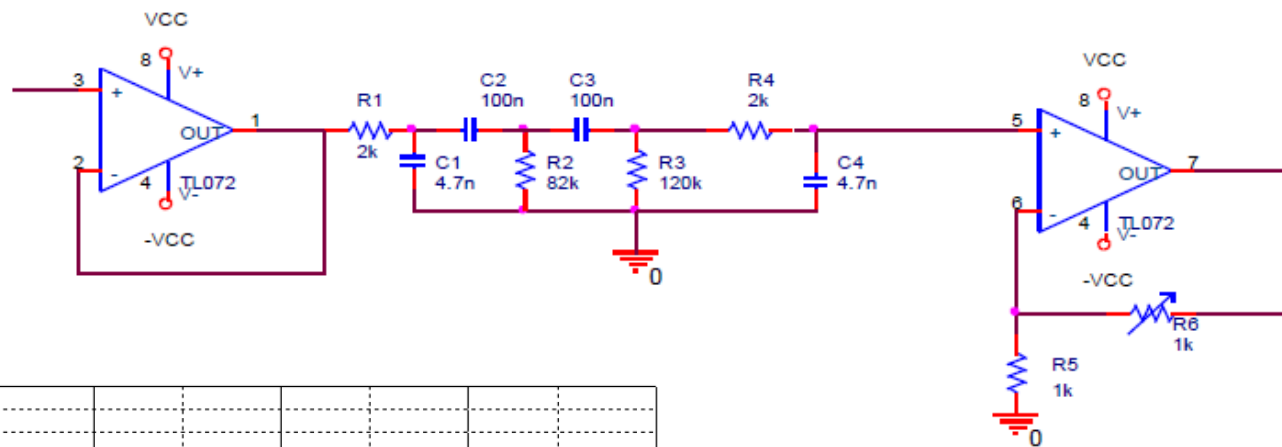 VCC
8
V+
3
+
OUT
1
2
-
4
TL072
V-
-VCC
R1
2k
C1
4.7n
C2
100n
R2
82k
C3
100n
R3
120k
0
R4
2k
C4
4.7n
VCC
8
V+
5
+
OUT
7
6
-
4
TL072
V-
-VCC
R6
1k
R5
1k
0